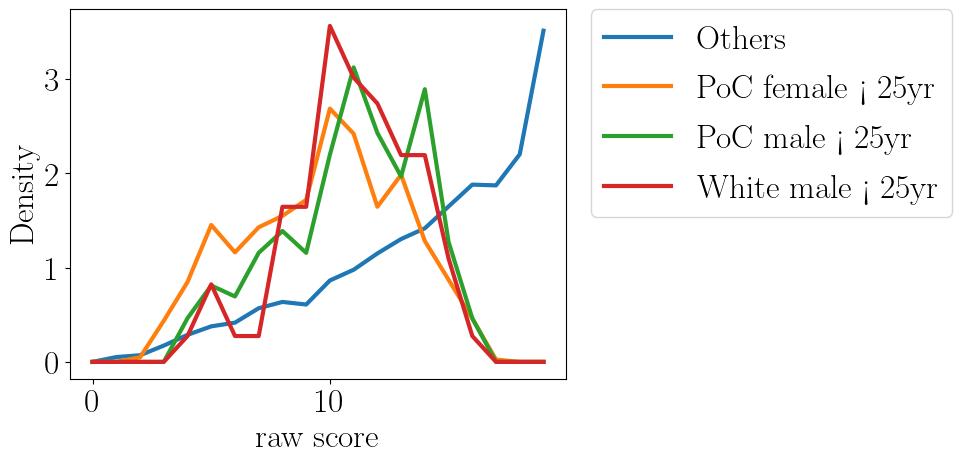 Others
PoC female ¡ 25yr
PoC male ¡ 25yr
White male ¡ 25yr
3
2
1
0
Density
0
10
raw score